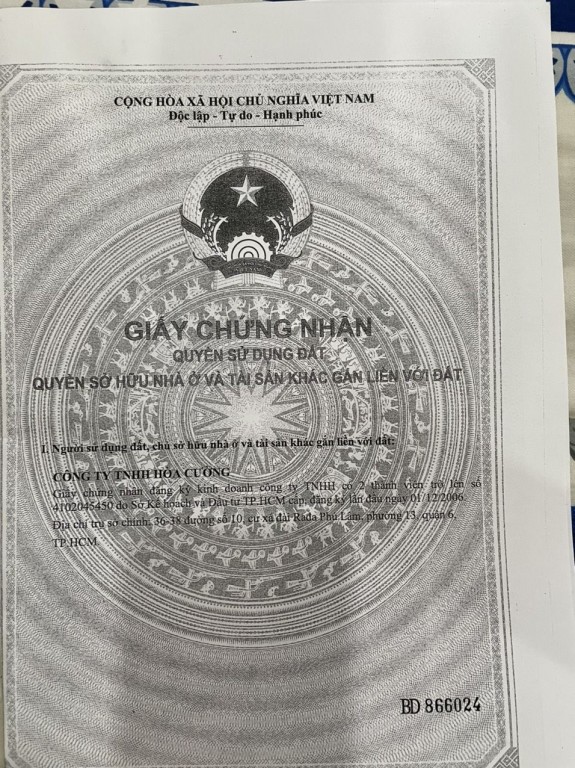 CỘNG HÒA XÃ HỘI CHỦ NGHĨA VIỆT NAM
Độc lập - Tự do - Hạnh phúc
GIẤY CHỨNG NHẬN
QUYỀN SỬ DỤNG ĐẤT
QUYỀN SỞ HỮU NHÀ Ở VÀ TÀI SẢN KHÁC GẮN LIỀN VỚI ĐẤT
I. Người sử dụng đất, chủ sở hữu nhà ở và tài sản khác gắn liền với đất:
CÔNG TY TNHH HÒA CƯƠNG
Giấy chứng nhận đăng ký kinh doanh công ty TNHH có 2 thành viên trở lên số
4102045450 do Sở Kế hoạch và Đầu tư TP.HCM cấp, đăng ký lần đầu ngày 01/12/2006.
Địa chỉ trụ sở chính: 36-38 đường số 10, cư xá đài Rađa Phú Lâm, phường 13, quận 6,
TP.HCM.
BD 866024